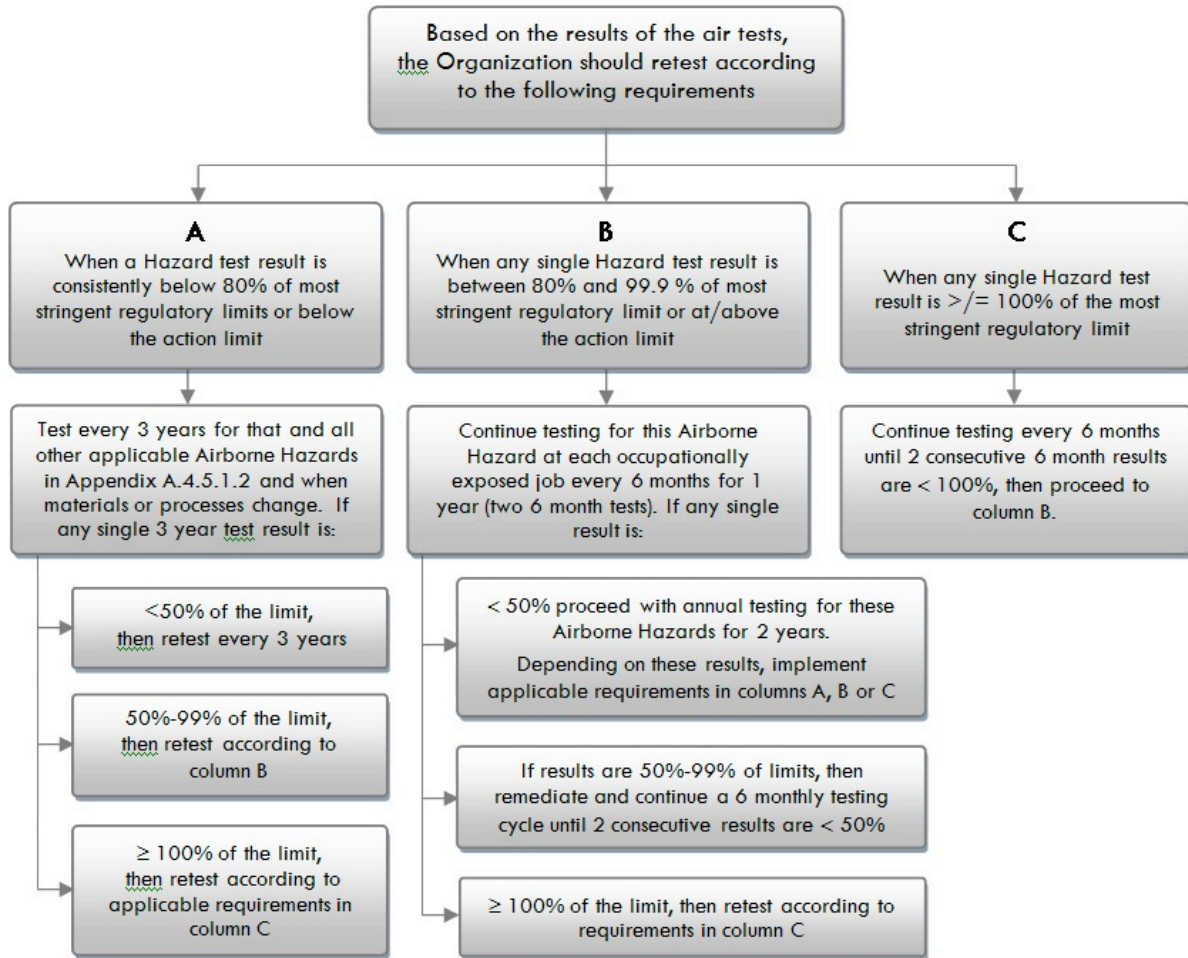 Based on the results of the air tests,
the Organization should retest according
to the following requirements
A
When a Hazard test result is
consistently below 80% of most
stringent regulatory limits or below
the action limit
B
When any single Hazard test result is
between 80% and 99.9 % of most
stringent regulatory limit or at/above
the action limit
C
When any single Hazard test
result is >/= 100% of the most
stringent regulatory limit
Test every 3 years for that and all
other applicable Airborne Hazards
in Appendix A.4.5.1.2 and when
materials or processes change. If
any single 3 year test result is:
<50% of the limit,
then retest every 3 years
50%-99% of the limit,
then retest according to
column B
≥ 100% of the limit,
then retest according to
applicable requirements in
column C
Continue testing for this Airborne
Hazard at each occupationally
exposed job every 6 months for 1
year (two 6 month tests). If any single
result is:
< 50% proceed with annual testing for these
Airborne Hazards for 2 years.
Depending on these results, implement
applicable requirements in columns A, B or C
If results are 50%-99% of limits, then
remediate and continue a 6 monthly testing
cycle until 2 consecutive results are < 50%
≥ 100% of the limit, then retest according to
requirements in column C
Continue testing every 6 months
until 2 consecutive 6 month results
are < 100%, then proceed to
column B.